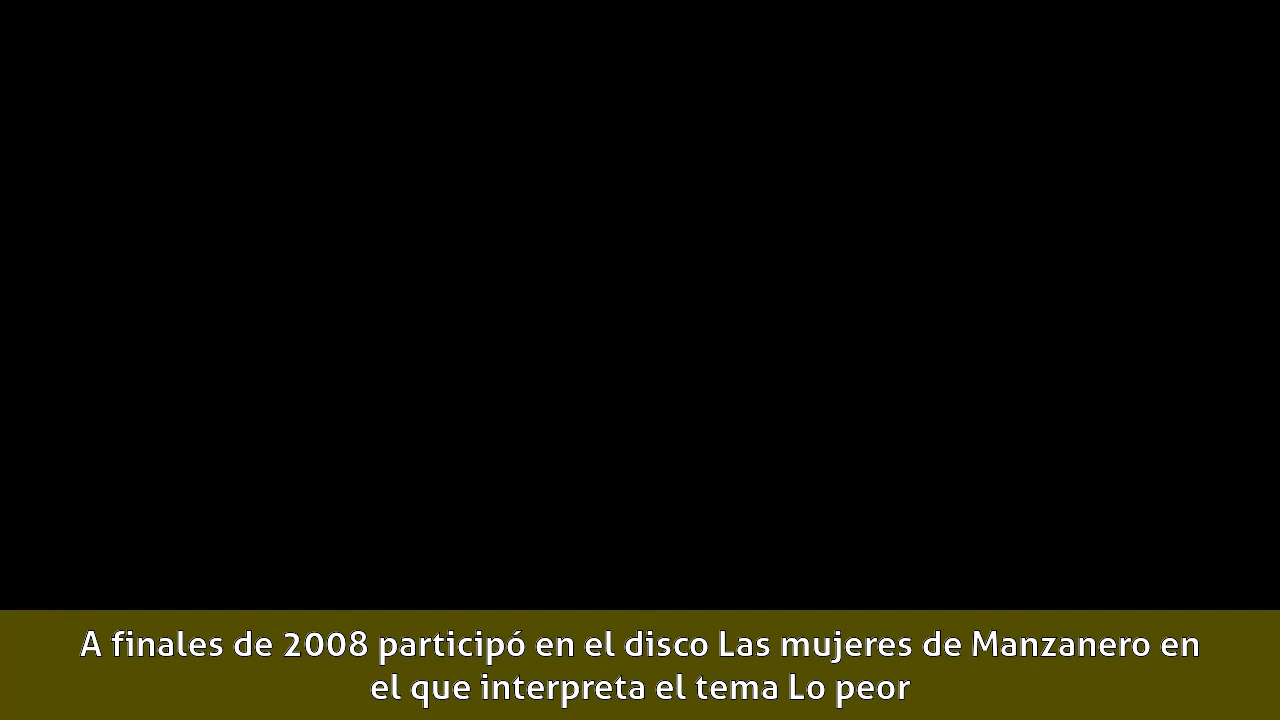 A finales de 2008 participó en el disco Las mujeres de Manzanero en
el que interpreta el tema Lo peor